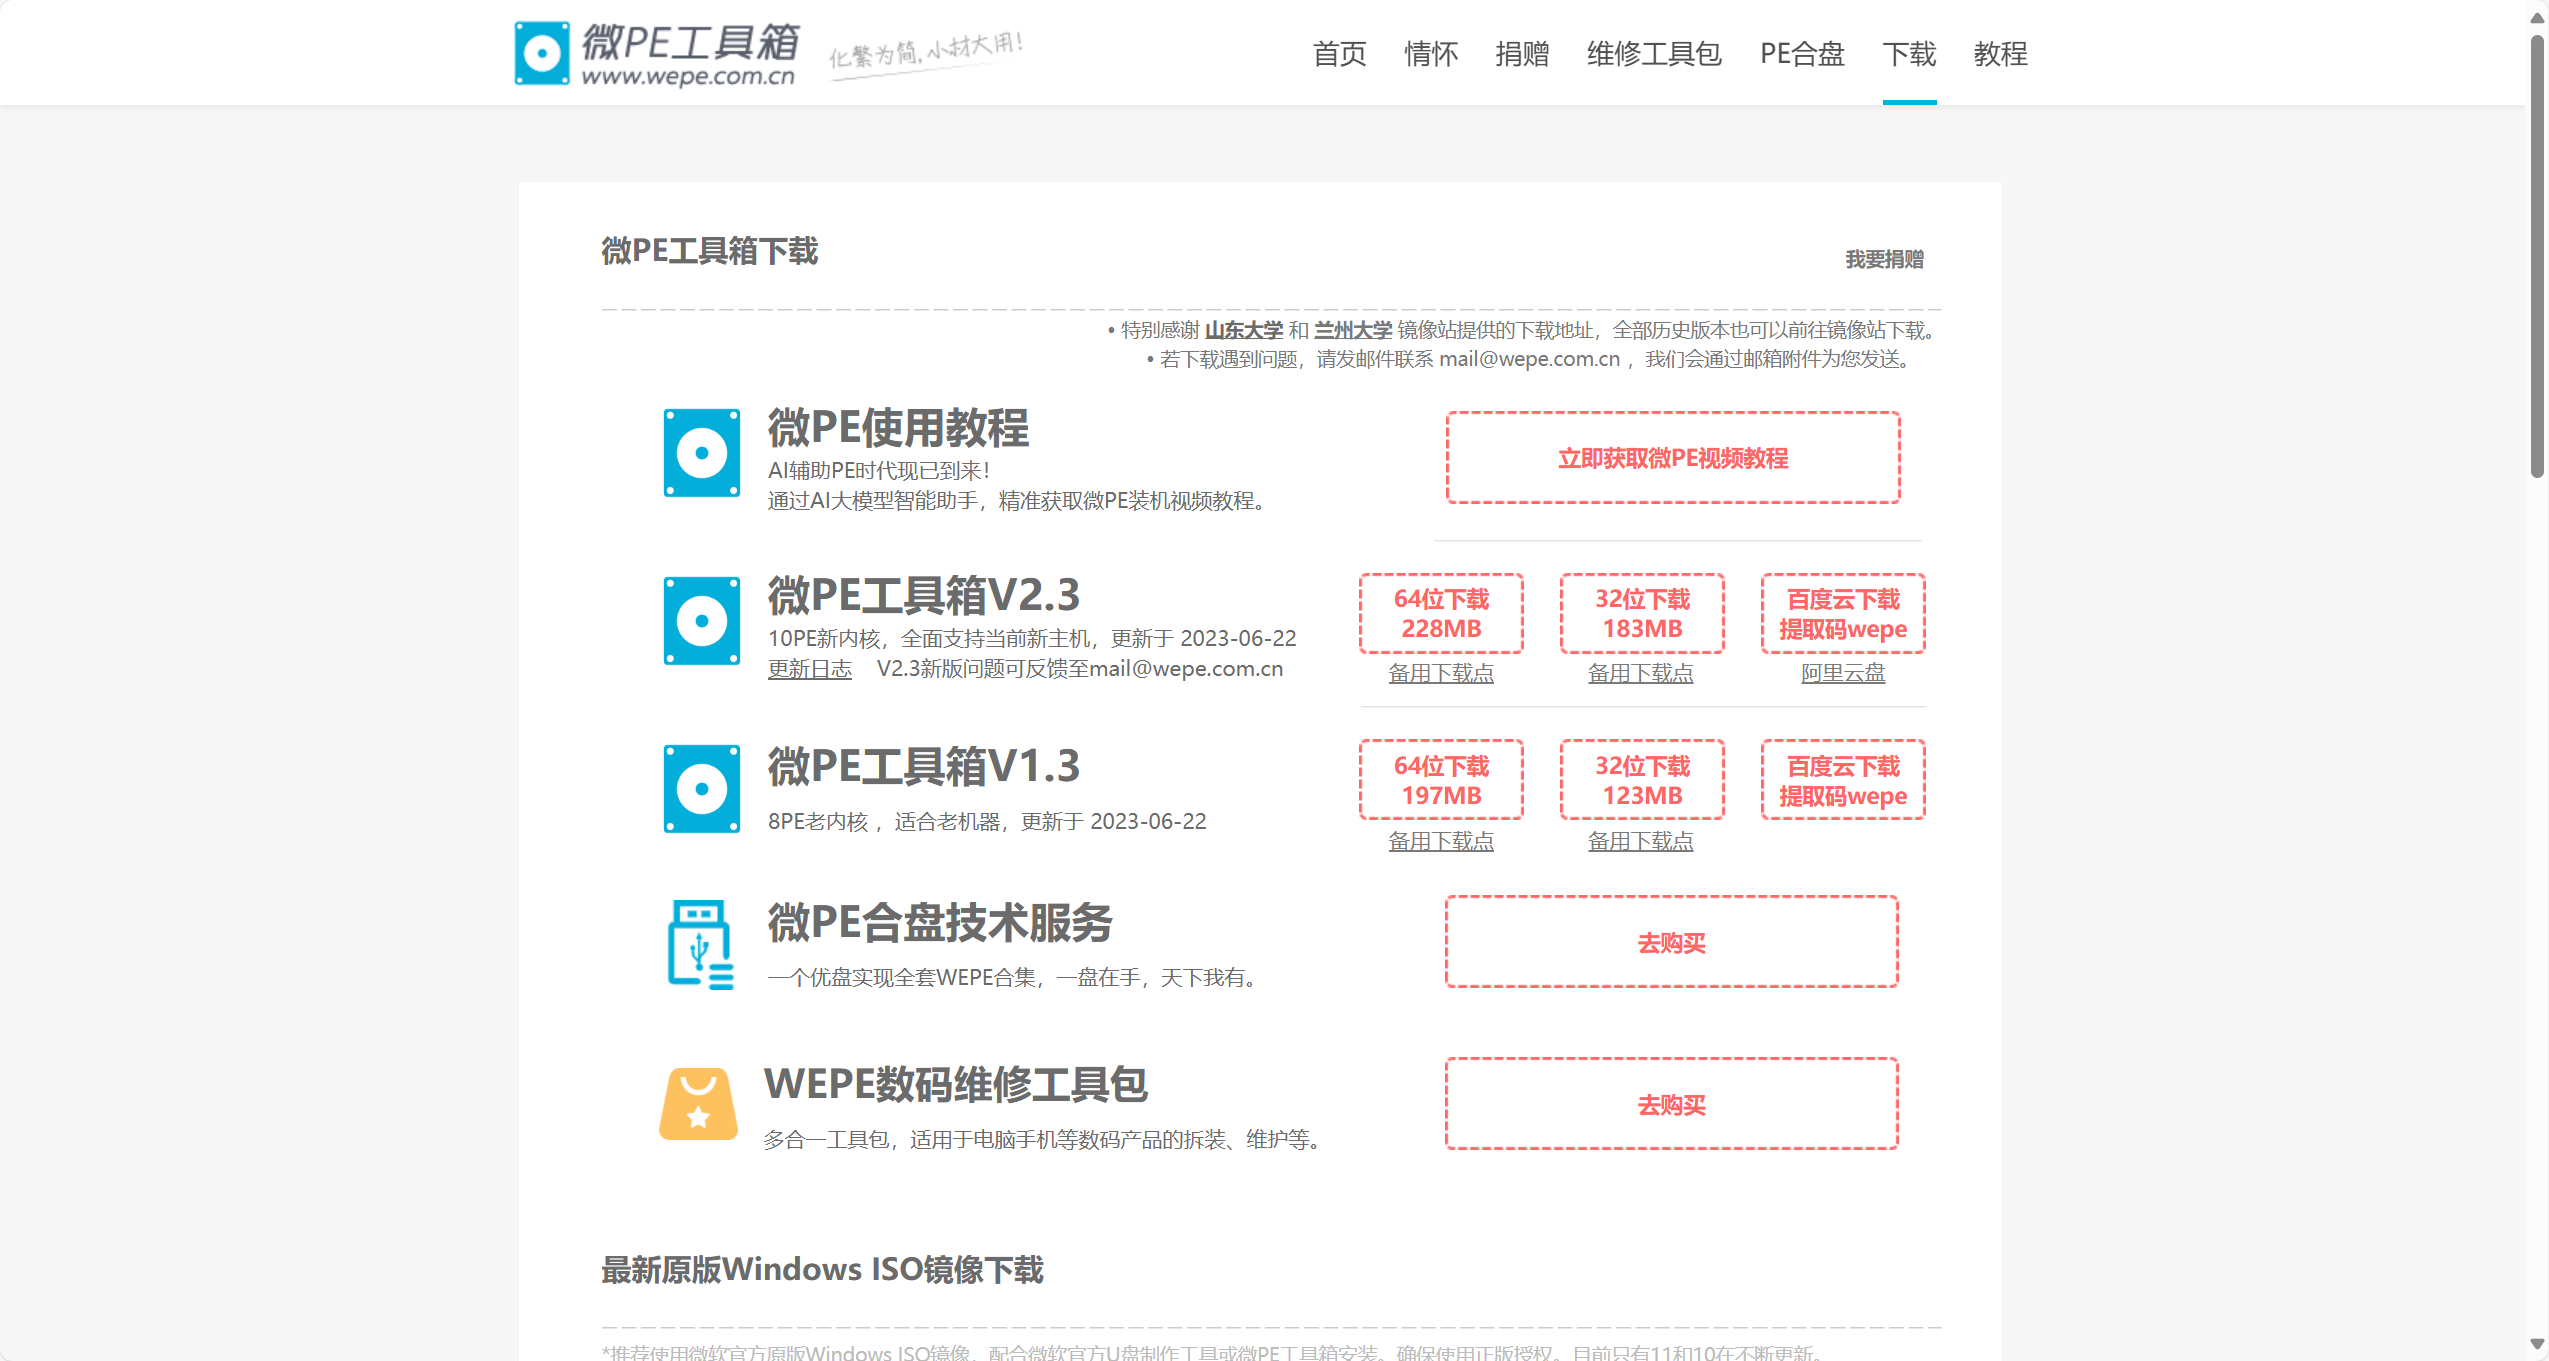 微PE工具箱
www.wepe.com.cn
化繁为简,小材大用!
首页 情怀 捐赠 维修工具包 PE合盘 下载 教程
微PE工具箱下载
我要捐赠
• 特别感谢 山东大学 和 兰州大学 镜像站提供的下载地址，全部历史版本也可以前往镜像站下载。
• 若下载遇到问题，请发邮件联系 mail@wepe.com.cn ，我们会通过邮箱附件为您发送。
微PE使用教程
AI辅助PE时代现已到来！
通过AI大模型智能助手，精准获取微PE装机视频教程。
立即获取微PE视频教程
微PE工具箱V2.3
10PE新内核，全面支持当前新主机，更新于 2023-06-22
更新日志 V2.3新版问题可反馈至mail@wepe.com.cn
64位下载
228MB
备用下载点
32位下载
183MB
备用下载点
百度云下载
提取码wepe
阿里云盘
微PE工具箱V1.3
8PE老内核 ，适合老机器，更新于 2023-06-22
64位下载
197MB
备用下载点
32位下载
123MB
备用下载点
百度云下载
提取码wepe
微PE合盘技术服务
一个优盘实现全套WEPE合集，一盘在手，天下我有。
去购买
WEPE数码维修工具包
多合一工具包，适用于电脑手机等数码产品的拆装、维护等。
去购买
最新原版Windows ISO镜像下载
*推荐使用微软官方原版Windows ISO镜像，配合微软官方U盘制作工具或微PE工具箱安装。确保使用正版授权。目前只有11和10在不断更新。